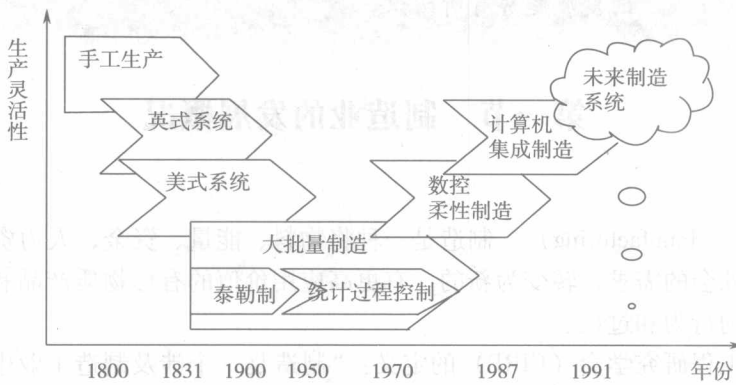 生产灵活性
手工生产
英式系统
美式系统
大批量制造
泰勒制
统计过程控制
数控
柔性制造
计算机
集成制造
未来制造
系统
1800 1831 1900 1950 1970 1987 1991 年份